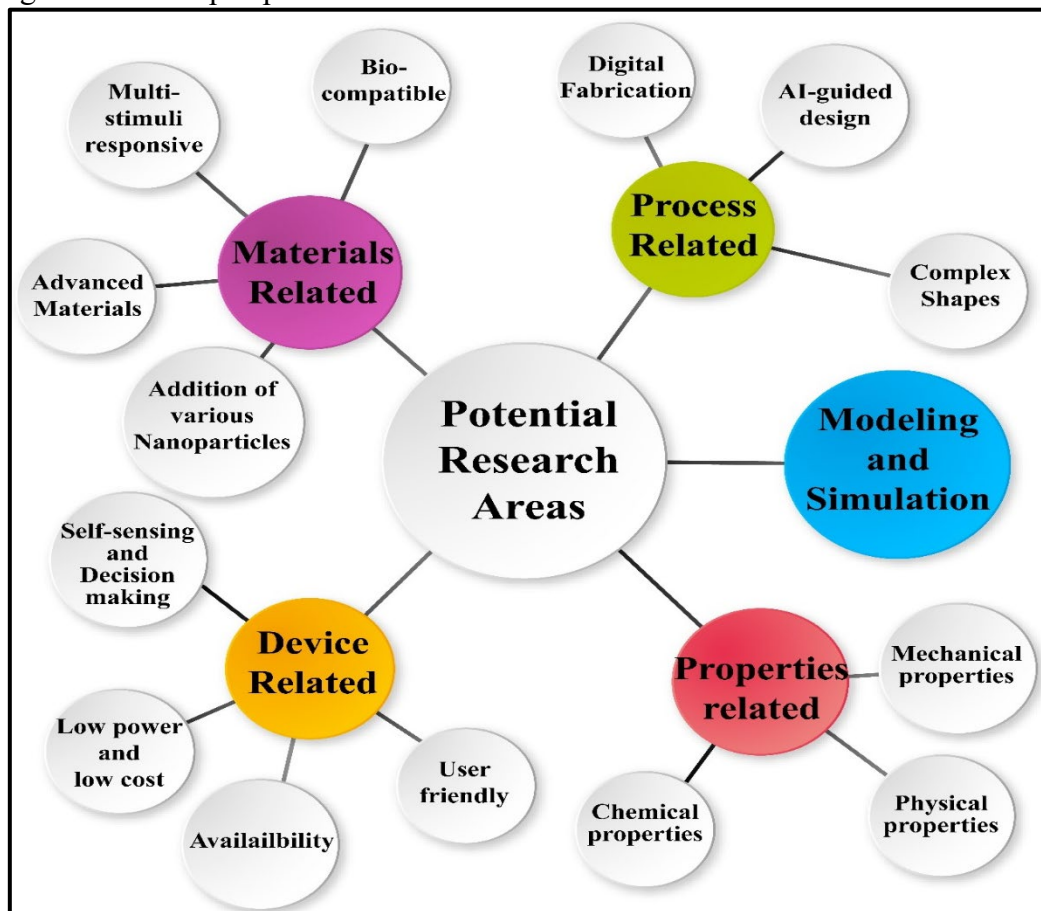 Bio-
compatible
Multi-
stimuli
responsive
Materials
Related
Advanced
Materials
Addition of
various
Nanoparticles
Digital
Fabrication
AI-guided
design
Process
Related
Complex
Shapes
Potential
Research
Areas
Modeling
and
Simulation
Self-sensing
and
Decision
making
Device
Related
Low power
and
low cost
Availailbility
User
friendly
Properties
related
Mechanical
properties
Chemical
properties
Physical
properties